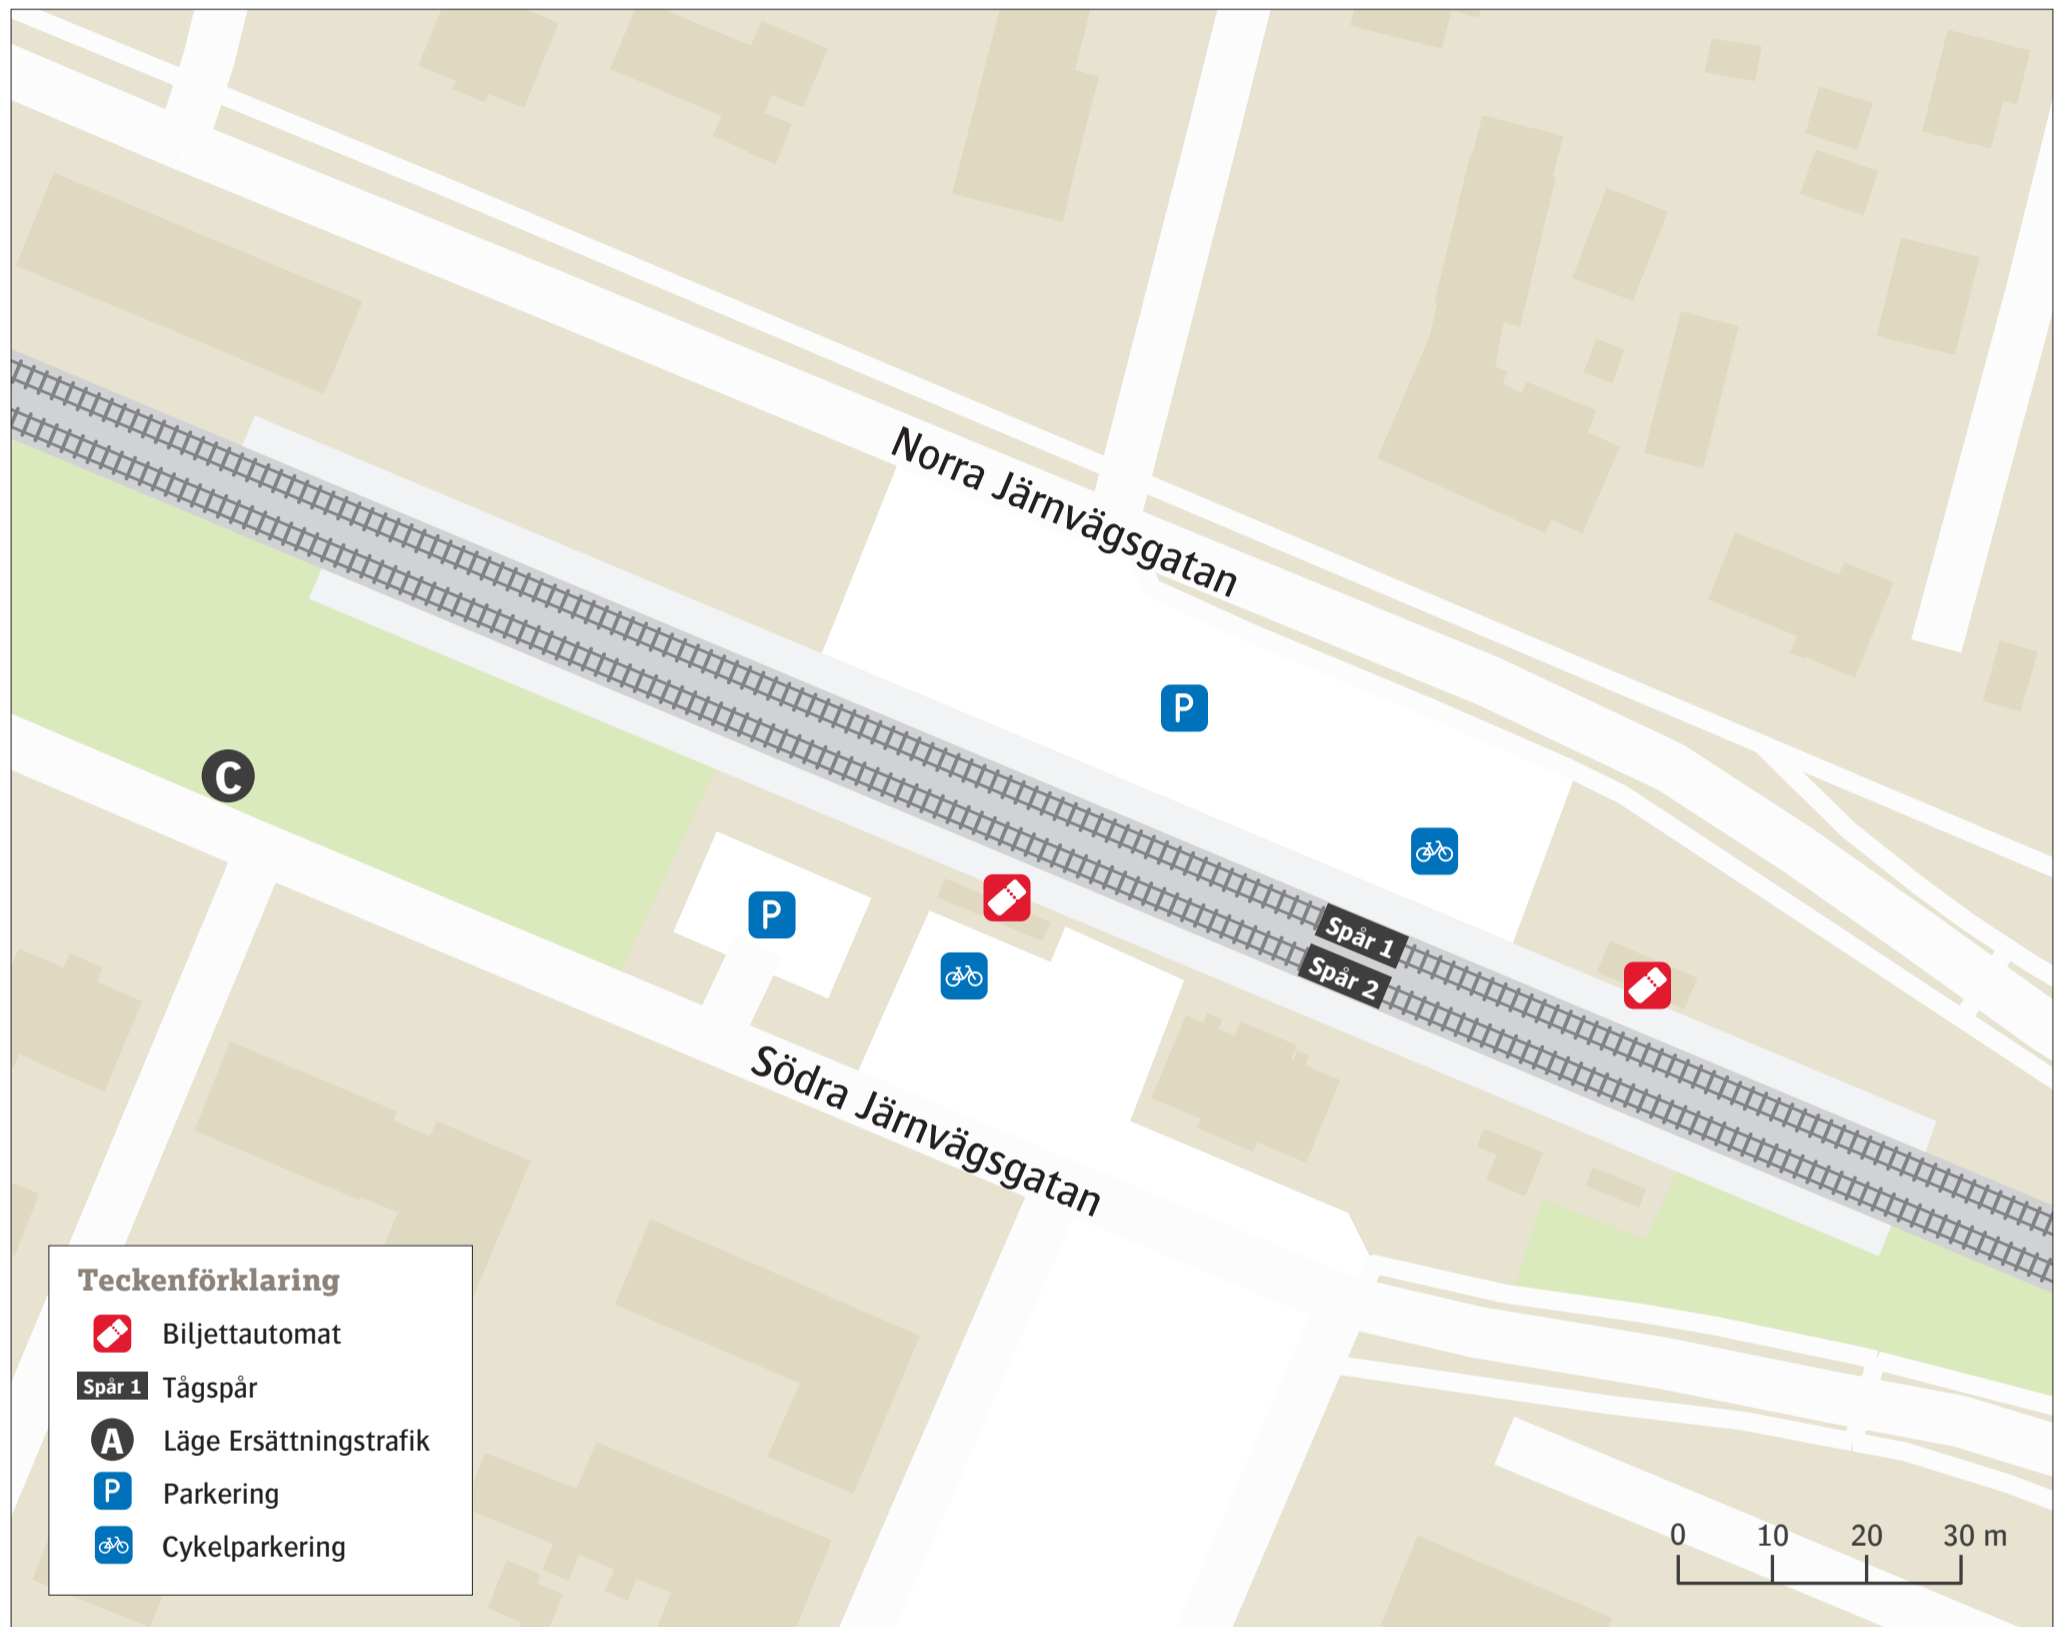 Norra Järnvägsgatan
P
C
P
Spår 1
Spår 2
Södra Järnvägsgatan
Teckenförklaring
Biljettautomat
Spår 1 Tågspår
A Läge Ersättningstrafik
P Parkering
Cykelparkering
0 10 20 30 m